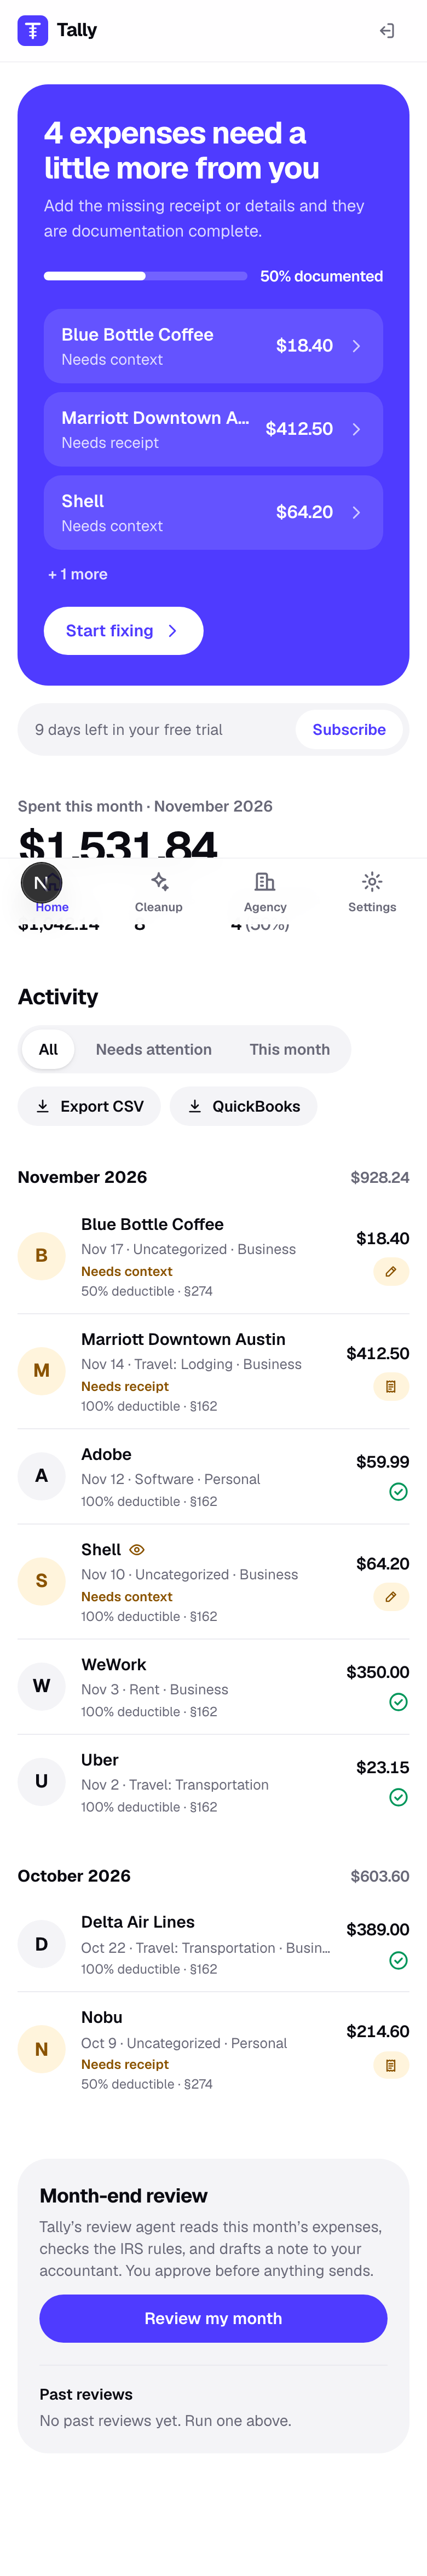 Tally
4 expenses need a
little more from you
Add the missing receipt or details and they
are documentation complete.
50% documented
Blue Bottle Coffee
$18.40
Needs context
Marriott Downtown A...
$412.50
Needs receipt
Shell
$64.20
Needs context
+ 1 more
Start fixing
9 days left in your free trial
Subscribe
Spent this month · November 2026
$1,531.84
N
Home
Cleanup
Agency
Settings
$1,042.14
8
4 (50%)
Activity
All
Needs attention
This month
Export CSV
QuickBooks
November 2026
$928.24
B
Blue Bottle Coffee
Nov 17 · Uncategorized · Business
Needs context
50% deductible · §274
$18.40
M
Marriott Downtown Austin
Nov 14 · Travel: Lodging · Business
Needs receipt
100% deductible · §162
$412.50
A
Adobe
Nov 12 · Software · Personal
100% deductible · §162
$59.99
S
Shell
Nov 10 · Uncategorized · Business
Needs context
100% deductible · §162
$64.20
W
WeWork
Nov 3 · Rent · Business
100% deductible · §162
$350.00
U
Uber
Nov 2 · Travel: Transportation
100% deductible · §162
$23.15
October 2026
$603.60
D
Delta Air Lines
Oct 22 · Travel: Transportation · Busin...
100% deductible · §162
$389.00
N
Nobu
Oct 9 · Uncategorized · Personal
Needs receipt
50% deductible · §274
$214.60
Month-end review
Tally’s review agent reads this month’s expenses,
checks the IRS rules, and drafts a note to your
accountant. You approve before anything sends.
Review my month
Past reviews
No past reviews yet. Run one above.